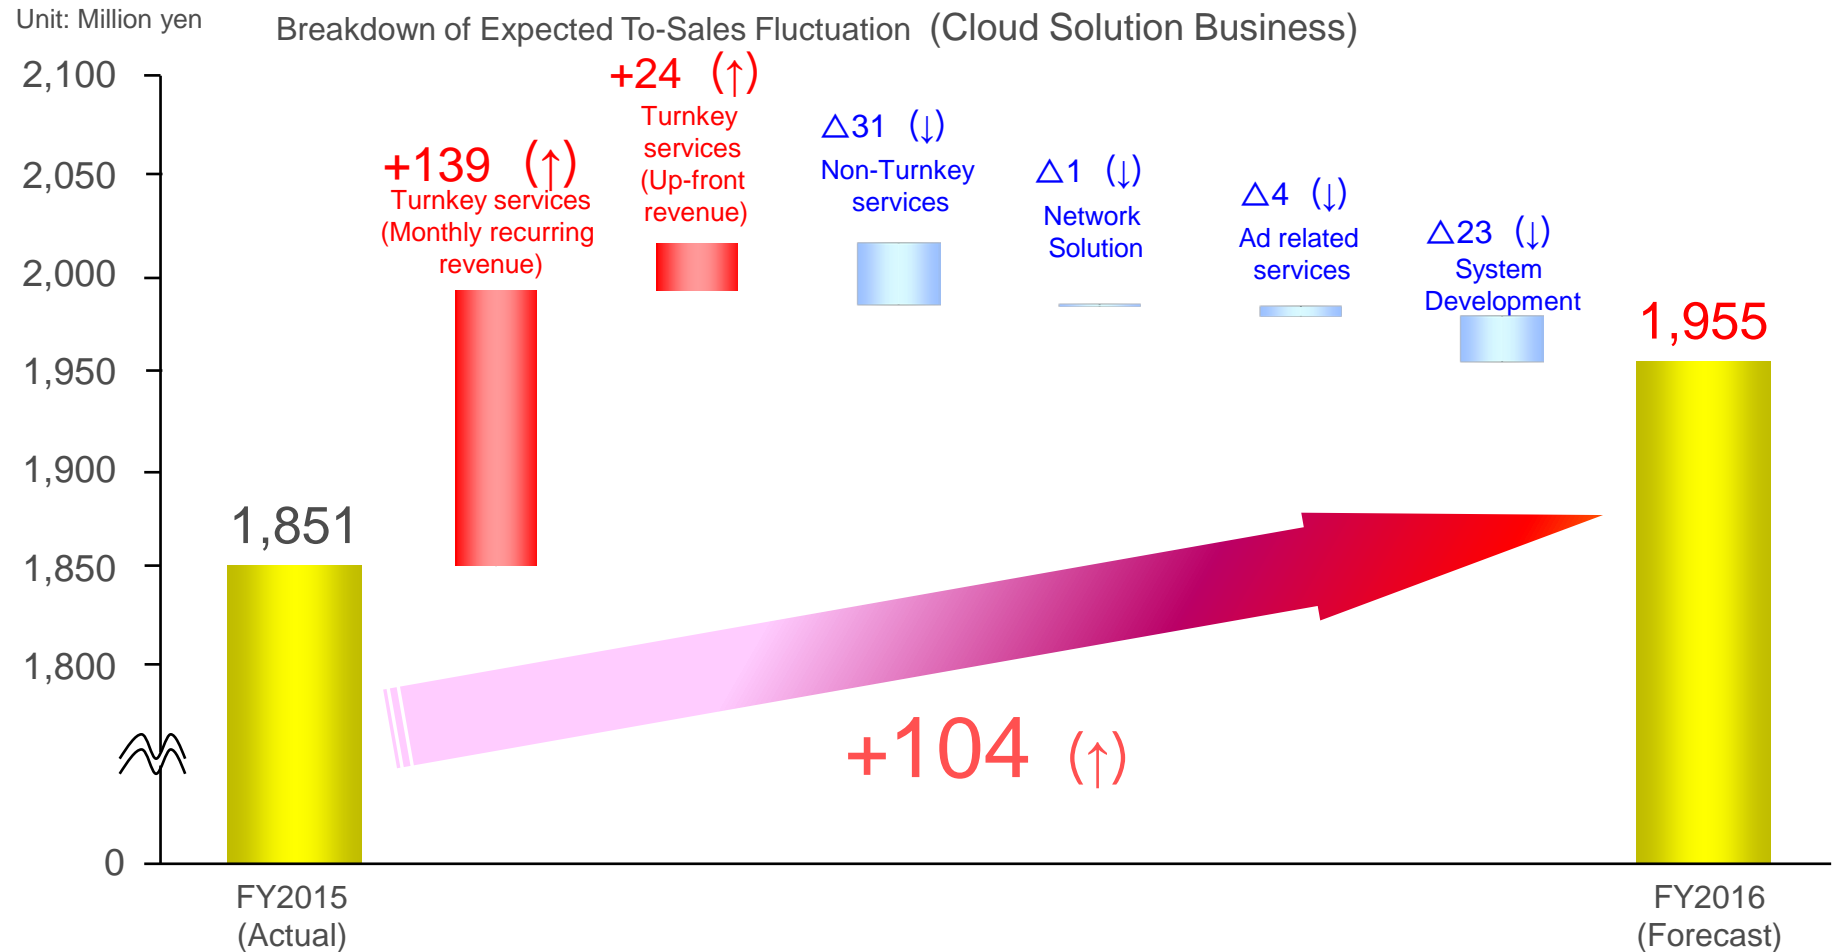 Unit: Million yen
Breakdown of Expected To-Sales Fluctuation (Cloud Solution Business)
2,100
2,050
2,000
1,950
1,900
1,850
1,800
0
1,851
+139 (↑)
Turnkey services
(Monthly recurring
revenue)
+24 (↑)
Turnkey
services
(Up-front
revenue)
△31 (↓)
Non-Turnkey
services
△1 (↓)
Network
Solution
△4 (↓)
Ad related
services
△23 (↓)
System
Development
1,955
+104 (↑)
FY2015
(Actual)
FY2016
(Forecast)